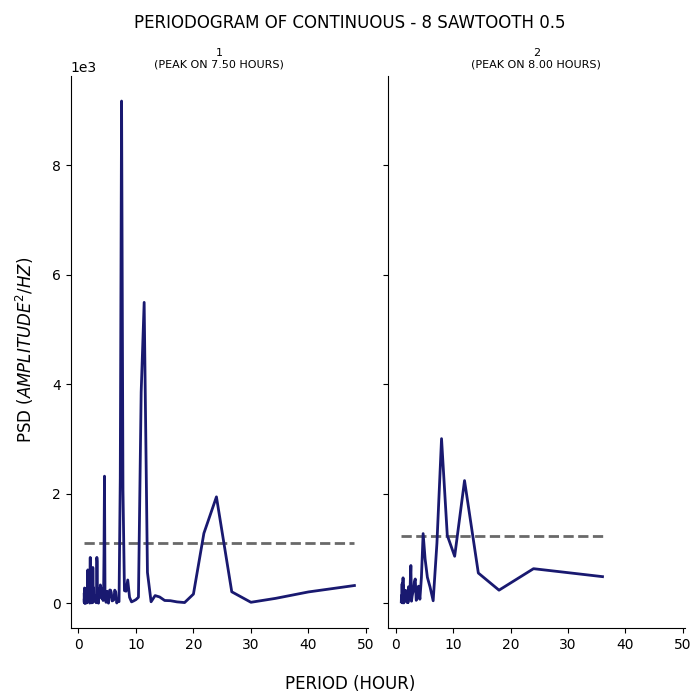 PERIODOGRAM OF CONTINUOUS - 8 SAWTOOTH 0.5
1
(PEAK ON 7.50 HOURS)
2
(PEAK ON 8.00 HOURS)
1e3
8
6
4
2
0
PSD (AMPLITUDE²/HZ)
0 10 20 30 40 50
0 10 20 30 40 50
PERIOD (HOUR)